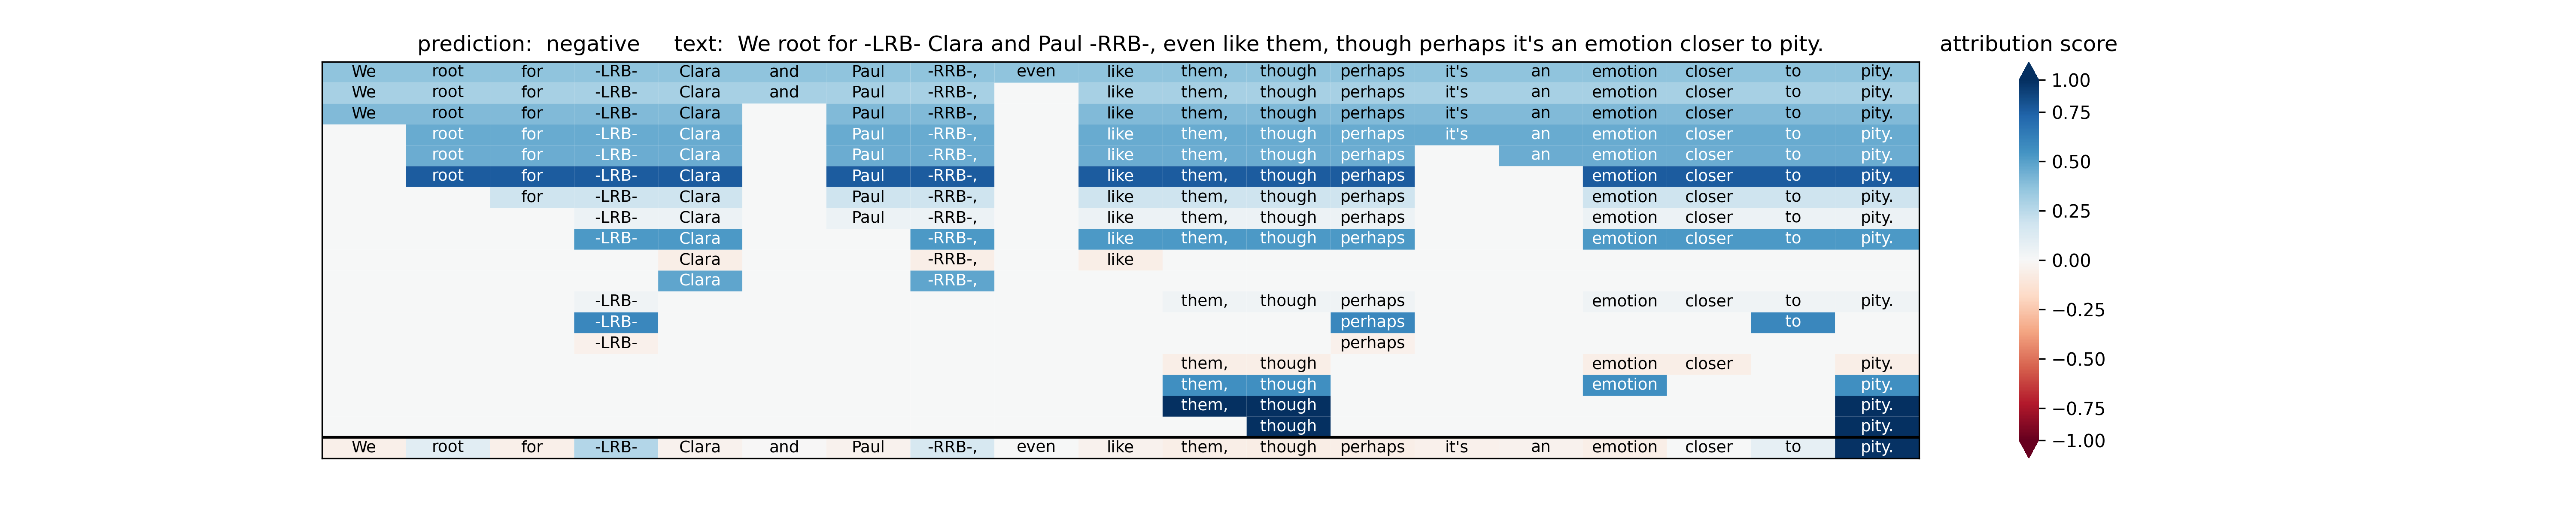 prediction:  negative     text:  We root for -LRB- Clara and Paul -RRB-, even like them, though perhaps it's an emotion closer to pity.
attribution score
We root for -LRB- Clara and Paul -RRB-, even like them, though perhaps it's an emotion closer to pity.
We root for -LRB- Clara and Paul -RRB-, like them, though perhaps it's an emotion closer to pity.
We root for -LRB- Clara Paul -RRB-, like them, though perhaps it's an emotion closer to pity.
root for -LRB- Clara Paul -RRB-, like them, though perhaps it's an emotion closer to pity.
root for -LRB- Clara Paul -RRB-, like them, though perhaps an emotion closer to pity.
root for -LRB- Clara Paul -RRB-, like them, though perhaps emotion closer to pity.
for -LRB- Clara Paul -RRB-, like them, though perhaps emotion closer to pity.
-LRB- Clara Paul -RRB-, like them, though perhaps emotion closer to pity.
-LRB- Clara -RRB-, like them, though perhaps emotion closer to pity.
Clara -RRB-, like
Clara -RRB-,
-LRB- them, though perhaps emotion closer to pity.
-LRB- perhaps to
-LRB- perhaps
them, though emotion closer pity.
them, though emotion pity.
them, though pity.
though pity.
We root for -LRB- Clara and Paul -RRB-, even like them, though perhaps it's an emotion closer to pity.
1.00
0.75
0.50
0.25
0.00
−0.25
−0.50
−0.75
−1.00